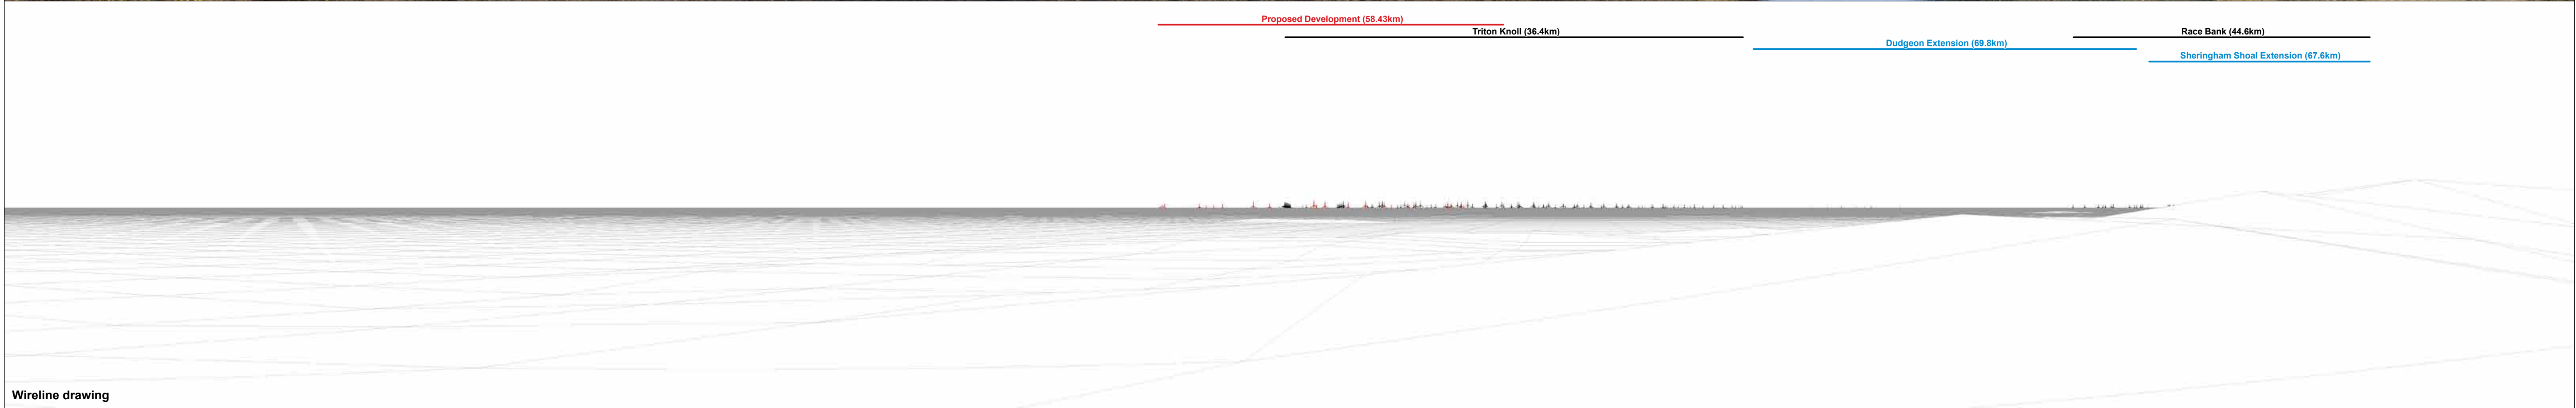 Proposed Development (58.43km)
Triton Knoll (36.4km)
Race Bank (44.6km)
Dudgeon Extension (69.8km)
Sheringham Shoal Extension (67.6km)
Wireline drawing